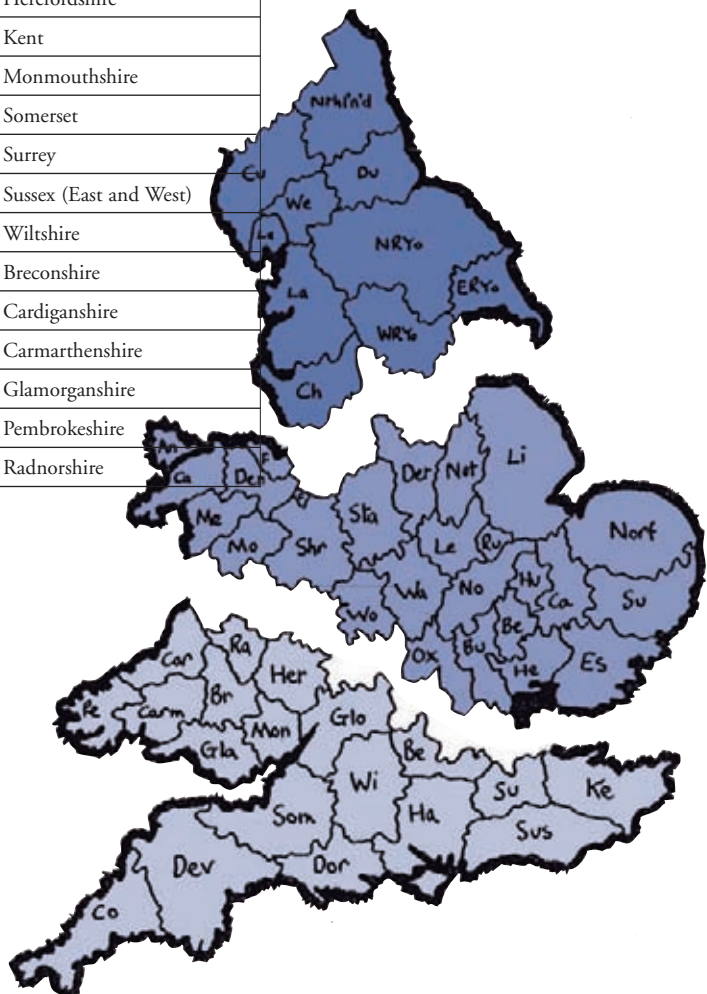 Herefordshire
Kent
Monmouthshire
Somerset
Surrey
Sussex (East and West)
Wiltshire
Breconshire
Cardiganshire
Carmarthenshire
Glamorganshire
Pembrokeshire
Radnorshire
Nrhln'd
Cu
Du
We
La
NRYo
La
ERYo
WRYo
Ch
An
Ca
Den
F
Me
Mo
Shr
Sta
Der
Not
Li
Le
Ru
Norf
Wa
No
Hu
Ca
Su
Wo
Be
Ox
Bu
He
Es
Car
Ra
Her
Pe
Carm
Br
Gla
Mon
Glo
Be
Wi
Su
Ke
Som
Ha
Sus
Dev
Dor
Co